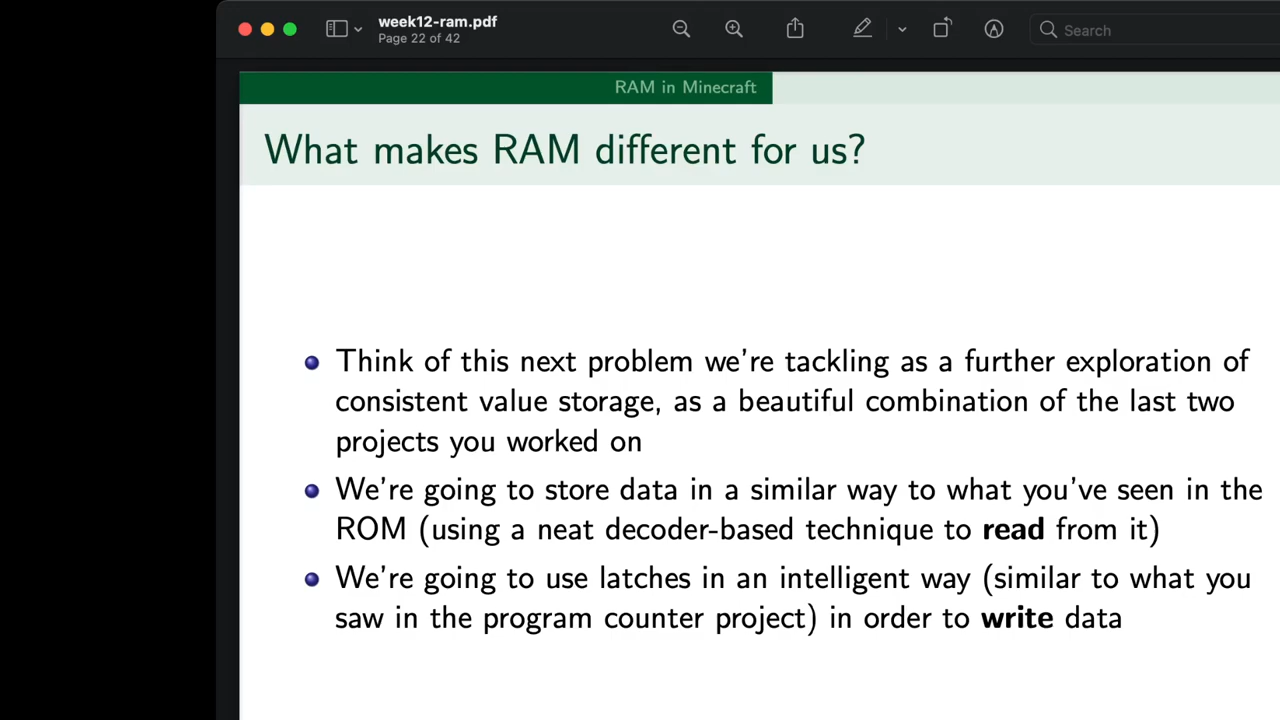 week12-ram.pdf
Page 22 of 42
Search
RAM in Minecraft
What makes RAM different for us?
Think of this next problem we're tackling as a further exploration of
consistent value storage, as a beautiful combination of the last two
projects you worked on
We're going to store data in a similar way to what you've seen in the
ROM (using a neat decoder-based technique to read from it)
We're going to use latches in an intelligent way (similar to what you
saw in the program counter project) in order to write data